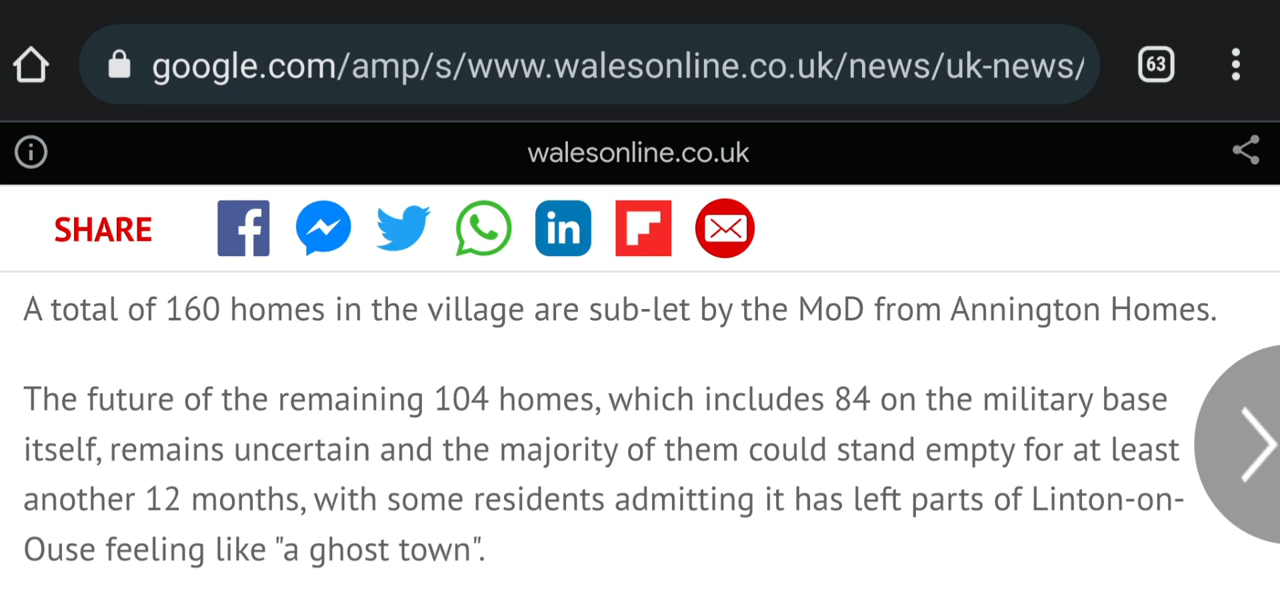 google.com/amp/s/www.walesonline.co.uk/news/uk-news/
63
walesonline.co.uk
SHARE
in
A total of 160 homes in the village are sub-let by the MoD from Annington Homes.
The future of the remaining 104 homes, which includes 84 on the military base
itself, remains uncertain and the majority of them could stand empty for at least
another 12 months, with some residents admitting it has left parts of Linton-on-
Ouse feeling like "a ghost town".